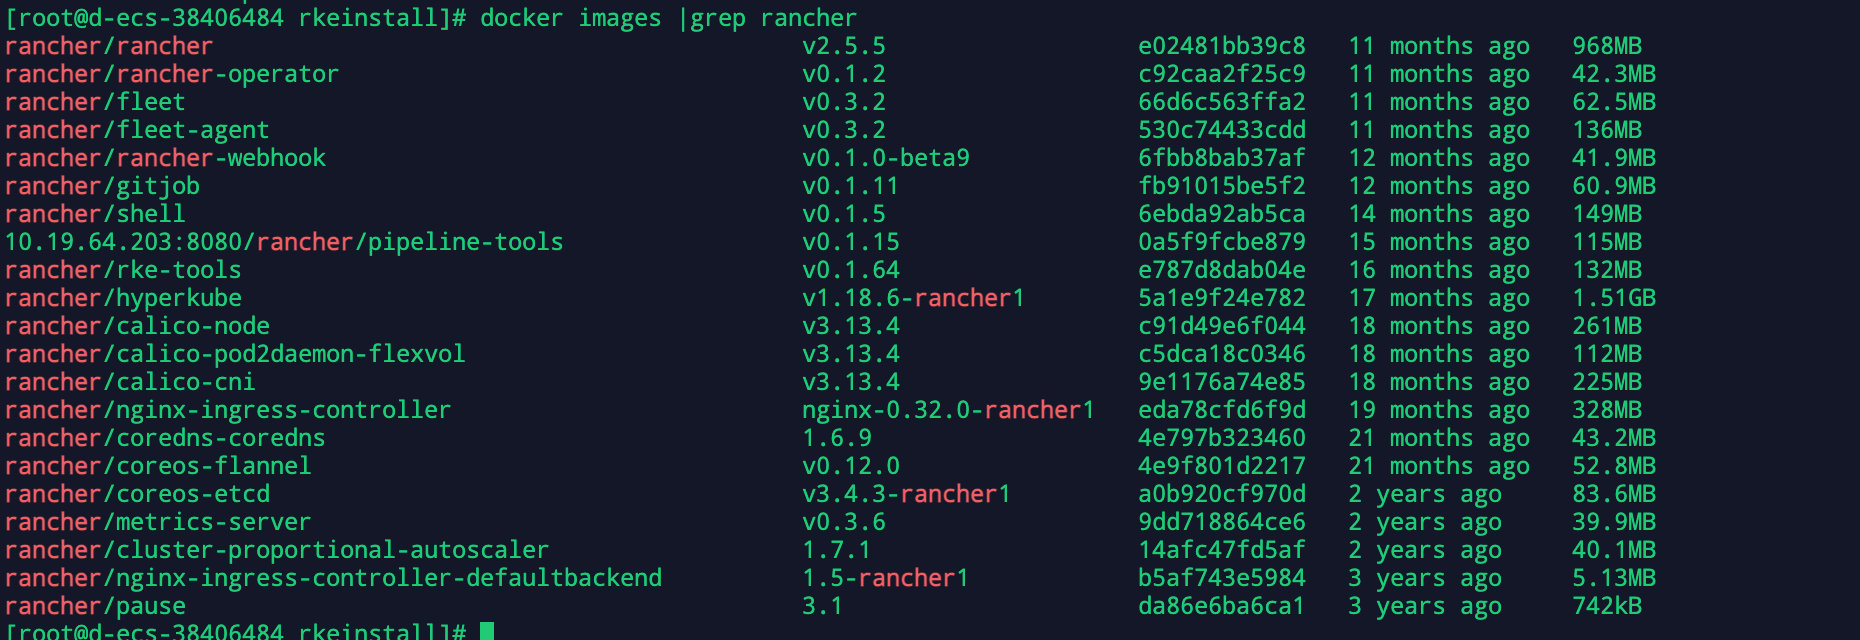 [root@d-ecs-38406484 rkeinstall]# docker images |grep rancher
rancher/rancher v2.5.5 e02481bb39c8 11 months ago 968MB
rancher/rancher-operator v0.1.2 c92caa2f25c9 11 months ago 42.3MB
rancher/fleet v0.3.2 66d6c563ffa2 11 months ago 62.5MB
rancher/fleet-agent v0.3.2 530c74433cdd 11 months ago 136MB
rancher/rancher-webhook v0.1.0-beta9 6fbb8bab37af 12 months ago 41.9MB
rancher/gitjob v0.1.11 fb91015be5f2 12 months ago 60.9MB
rancher/shell v0.1.5 6ebda92ab5ca 14 months ago 149MB
10.19.64.203:8080/rancher/pipeline-tools v0.1.15 0a5f9fcbe879 15 months ago 115MB
rancher/rke-tools v0.1.64 e787d8dab04e 16 months ago 132MB
rancher/hyperkube v1.18.6-rancher1 5a1e9f24e782 17 months ago 1.51GB
rancher/calico-node v3.13.4 c91d49e6f044 18 months ago 261MB
rancher/calico-pod2daemon-flexvol v3.13.4 c5dca18c0346 18 months ago 112MB
rancher/calico-cni v3.13.4 9e1176a74e85 18 months ago 225MB
rancher/nginx-ingress-controller nginx-0.32.0-rancher1 eda78cfd6f9d 19 months ago 328MB
rancher/coredns-coredns 1.6.9 4e797b323460 21 months ago 43.2MB
rancher/coreos-flannel v0.12.0 4e9f801d2217 21 months ago 52.8MB
rancher/coreos-etcd v3.4.3-rancher1 a0b920cf970d 2 years ago 83.6MB
rancher/metrics-server v0.3.6 9dd718864ce6 2 years ago 39.9MB
rancher/cluster-proportional-autoscaler 1.7.1 14afc47fd5af 2 years ago 40.1MB
rancher/nginx-ingress-controller-defaultbackend 1.5-rancher1 b5af743e5984 3 years ago 5.13MB
rancher/pause 3.1 da86e6ba6ca1 3 years ago 742kB
[root@d-ecs-38406484 rkeinstall]#